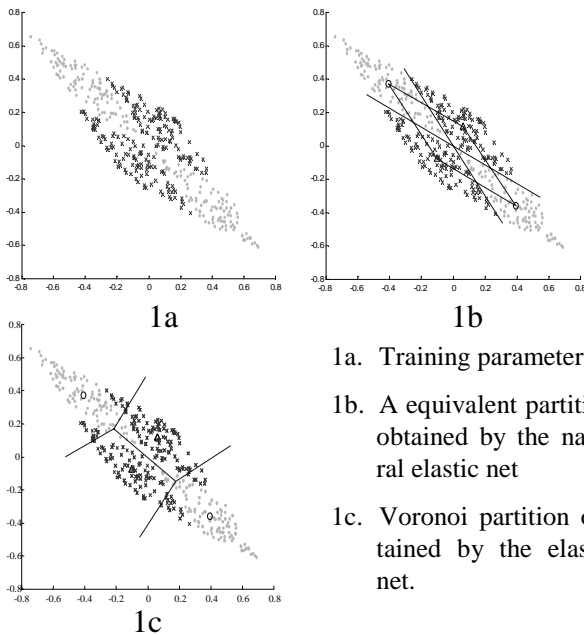 0.8
0.6
0.4
0.2
0
-0.2
-0.4
-0.6
-0.8
-0.8 -0.6 -0.4 -0.2 0 0.2 0.4 0.6 0.8
1a
0.8
0.6
0.4
0.2
0
-0.2
-0.4
-0.6
-0.8
-0.8 -0.6 -0.4 -0.2 0 0.2 0.4 0.6 0.8
1b
0.8
0.6
0.4
0.2
0
-0.2
-0.4
-0.6
-0.8
-0.8 -0.6 -0.4 -0.2 0 0.2 0.4 0.6 0.8
1c
1a. Training parameter
1b. A equivalent partiti
obtained by the na
ral elastic net
1c. Voronoi partition o
tained by the elas
net.